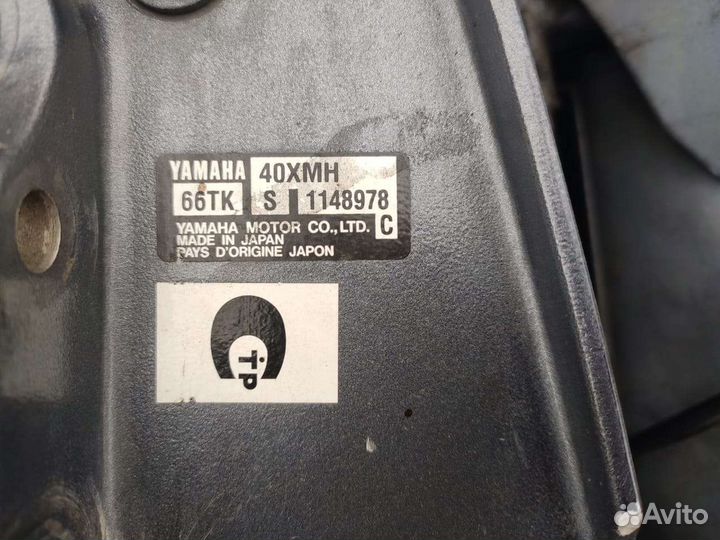 YAMAHA 40XMH
66TK S 1148978
YAMAHA MOTOR CO.,LTD. C
MADE IN JAPAN
PAYS D'ORIGINE JAPON
TP
Avito